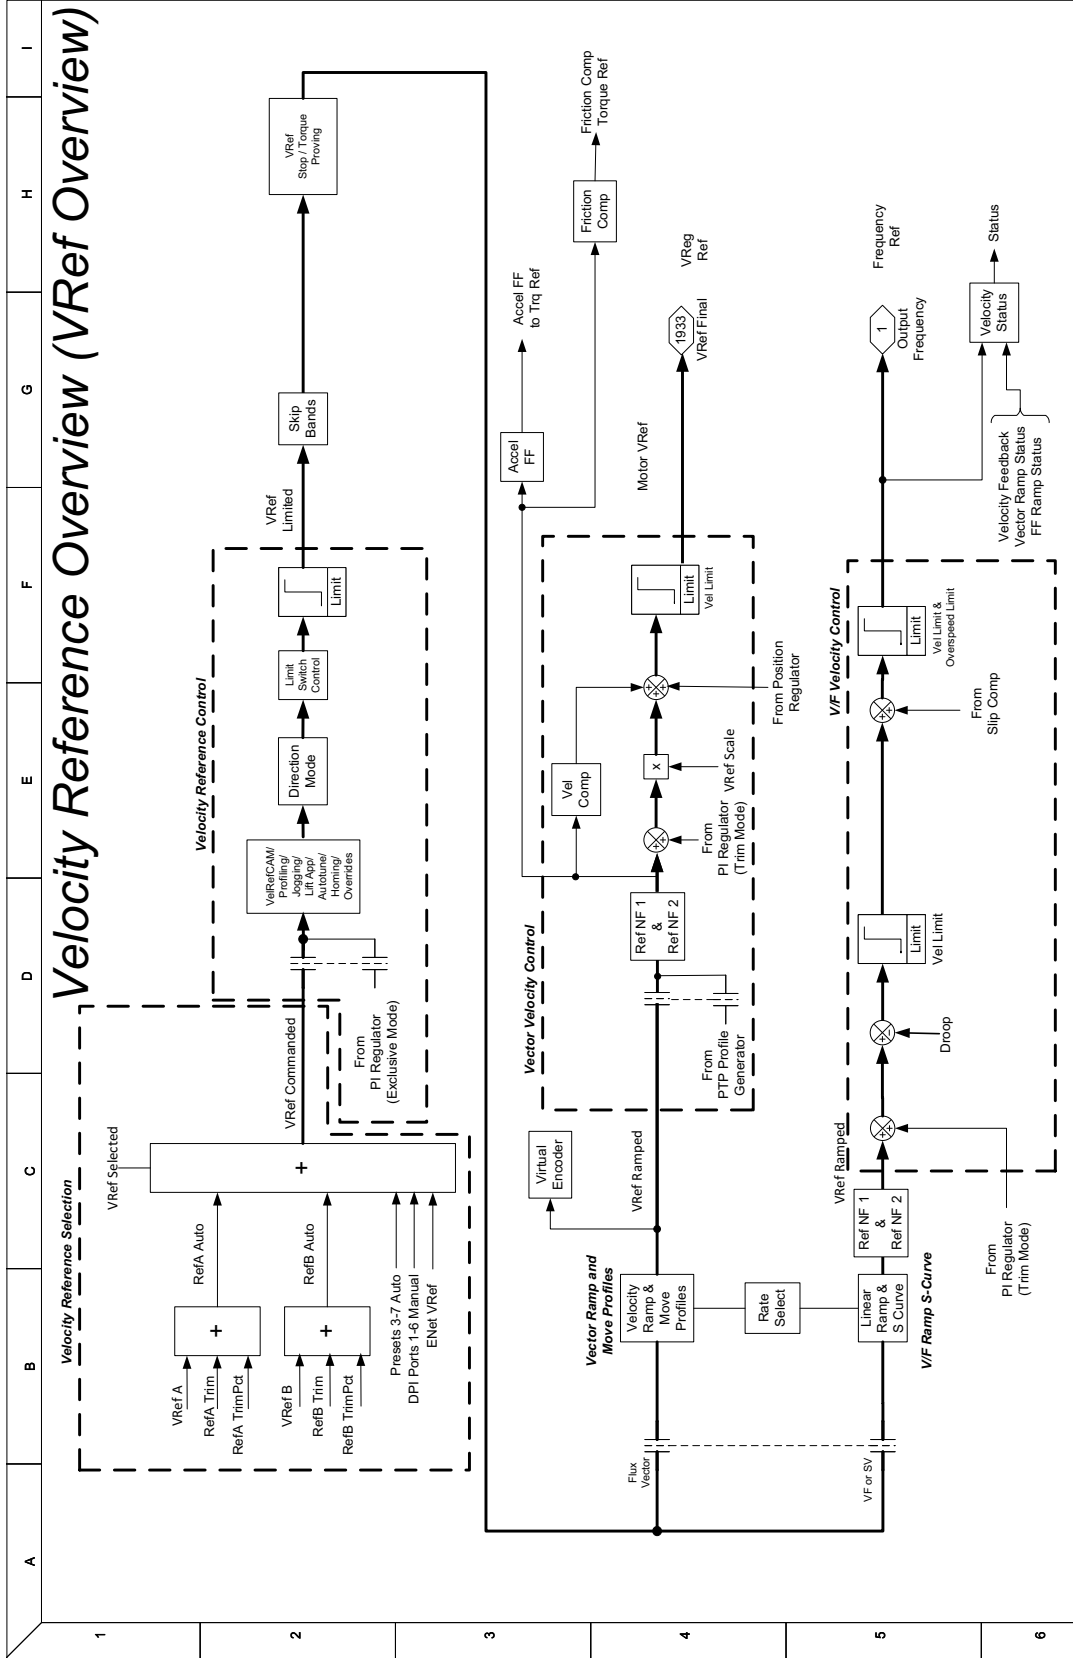 Velocity Reference Overview (VRef Overview)
A
B
C
D
E
F
G
H
I
1
2
3
4
5
6
Velocity Reference Selection
VRef A
RefA Trim
RefA TrimPct
+
RefA Auto
VRef B
RefB Trim
RefB TrimPct
+
RefB Auto
Presets 3-7 Auto
DPI Ports 1-6 Manual
ENet VRef
+
VRef Selected
VRef Commanded
Velocity Reference Control
From
PI Regulator
(Exclusive Mode)
VelRefCAM/
Profiling/
Jogging/
Lift App/
Autotune/
Homing/
Overrides
Direction
Mode
Limit
Switch
Control
Limit
VRef
Limited
Skip
Bands
VRef
Stop / Torque
Proving
Flux
Vector
Vector Ramp and
Move Profiles
Velocity
Ramp &
Move
Profiles
Virtual
Encoder
VRef Ramped
Vector Velocity Control
From
PTP Profile
Generator
Ref NF 1
&
Ref NF 2
+
+
From
PI Regulator
(Trim Mode)
Vel
Comp
x
VRef Scale
+
+
+
From Position
Regulator
Limit
Vel Limit
Accel
FF
Accel FF
to Trq Ref
Friction
Comp
Friction Comp
Torque Ref
Motor VRef
1933
VRef Final
VReg
Ref
Rate
Select
VF or SV
Linear
Ramp &
S Curve
V/F Ramp S-Curve
Ref NF 1
&
Ref NF 2
VRef Ramped
V/F Velocity Control
+
+
From
PI Regulator
(Trim Mode)
+
-
Droop
Limit
Vel Limit
+
+
From
Slip Comp
Limit
Vel Limit &
Overspeed Limit
1
Output
Frequency
Frequency
Ref
Velocity Feedback
Vector Ramp Status
FF Ramp Status
Velocity
Status
Status